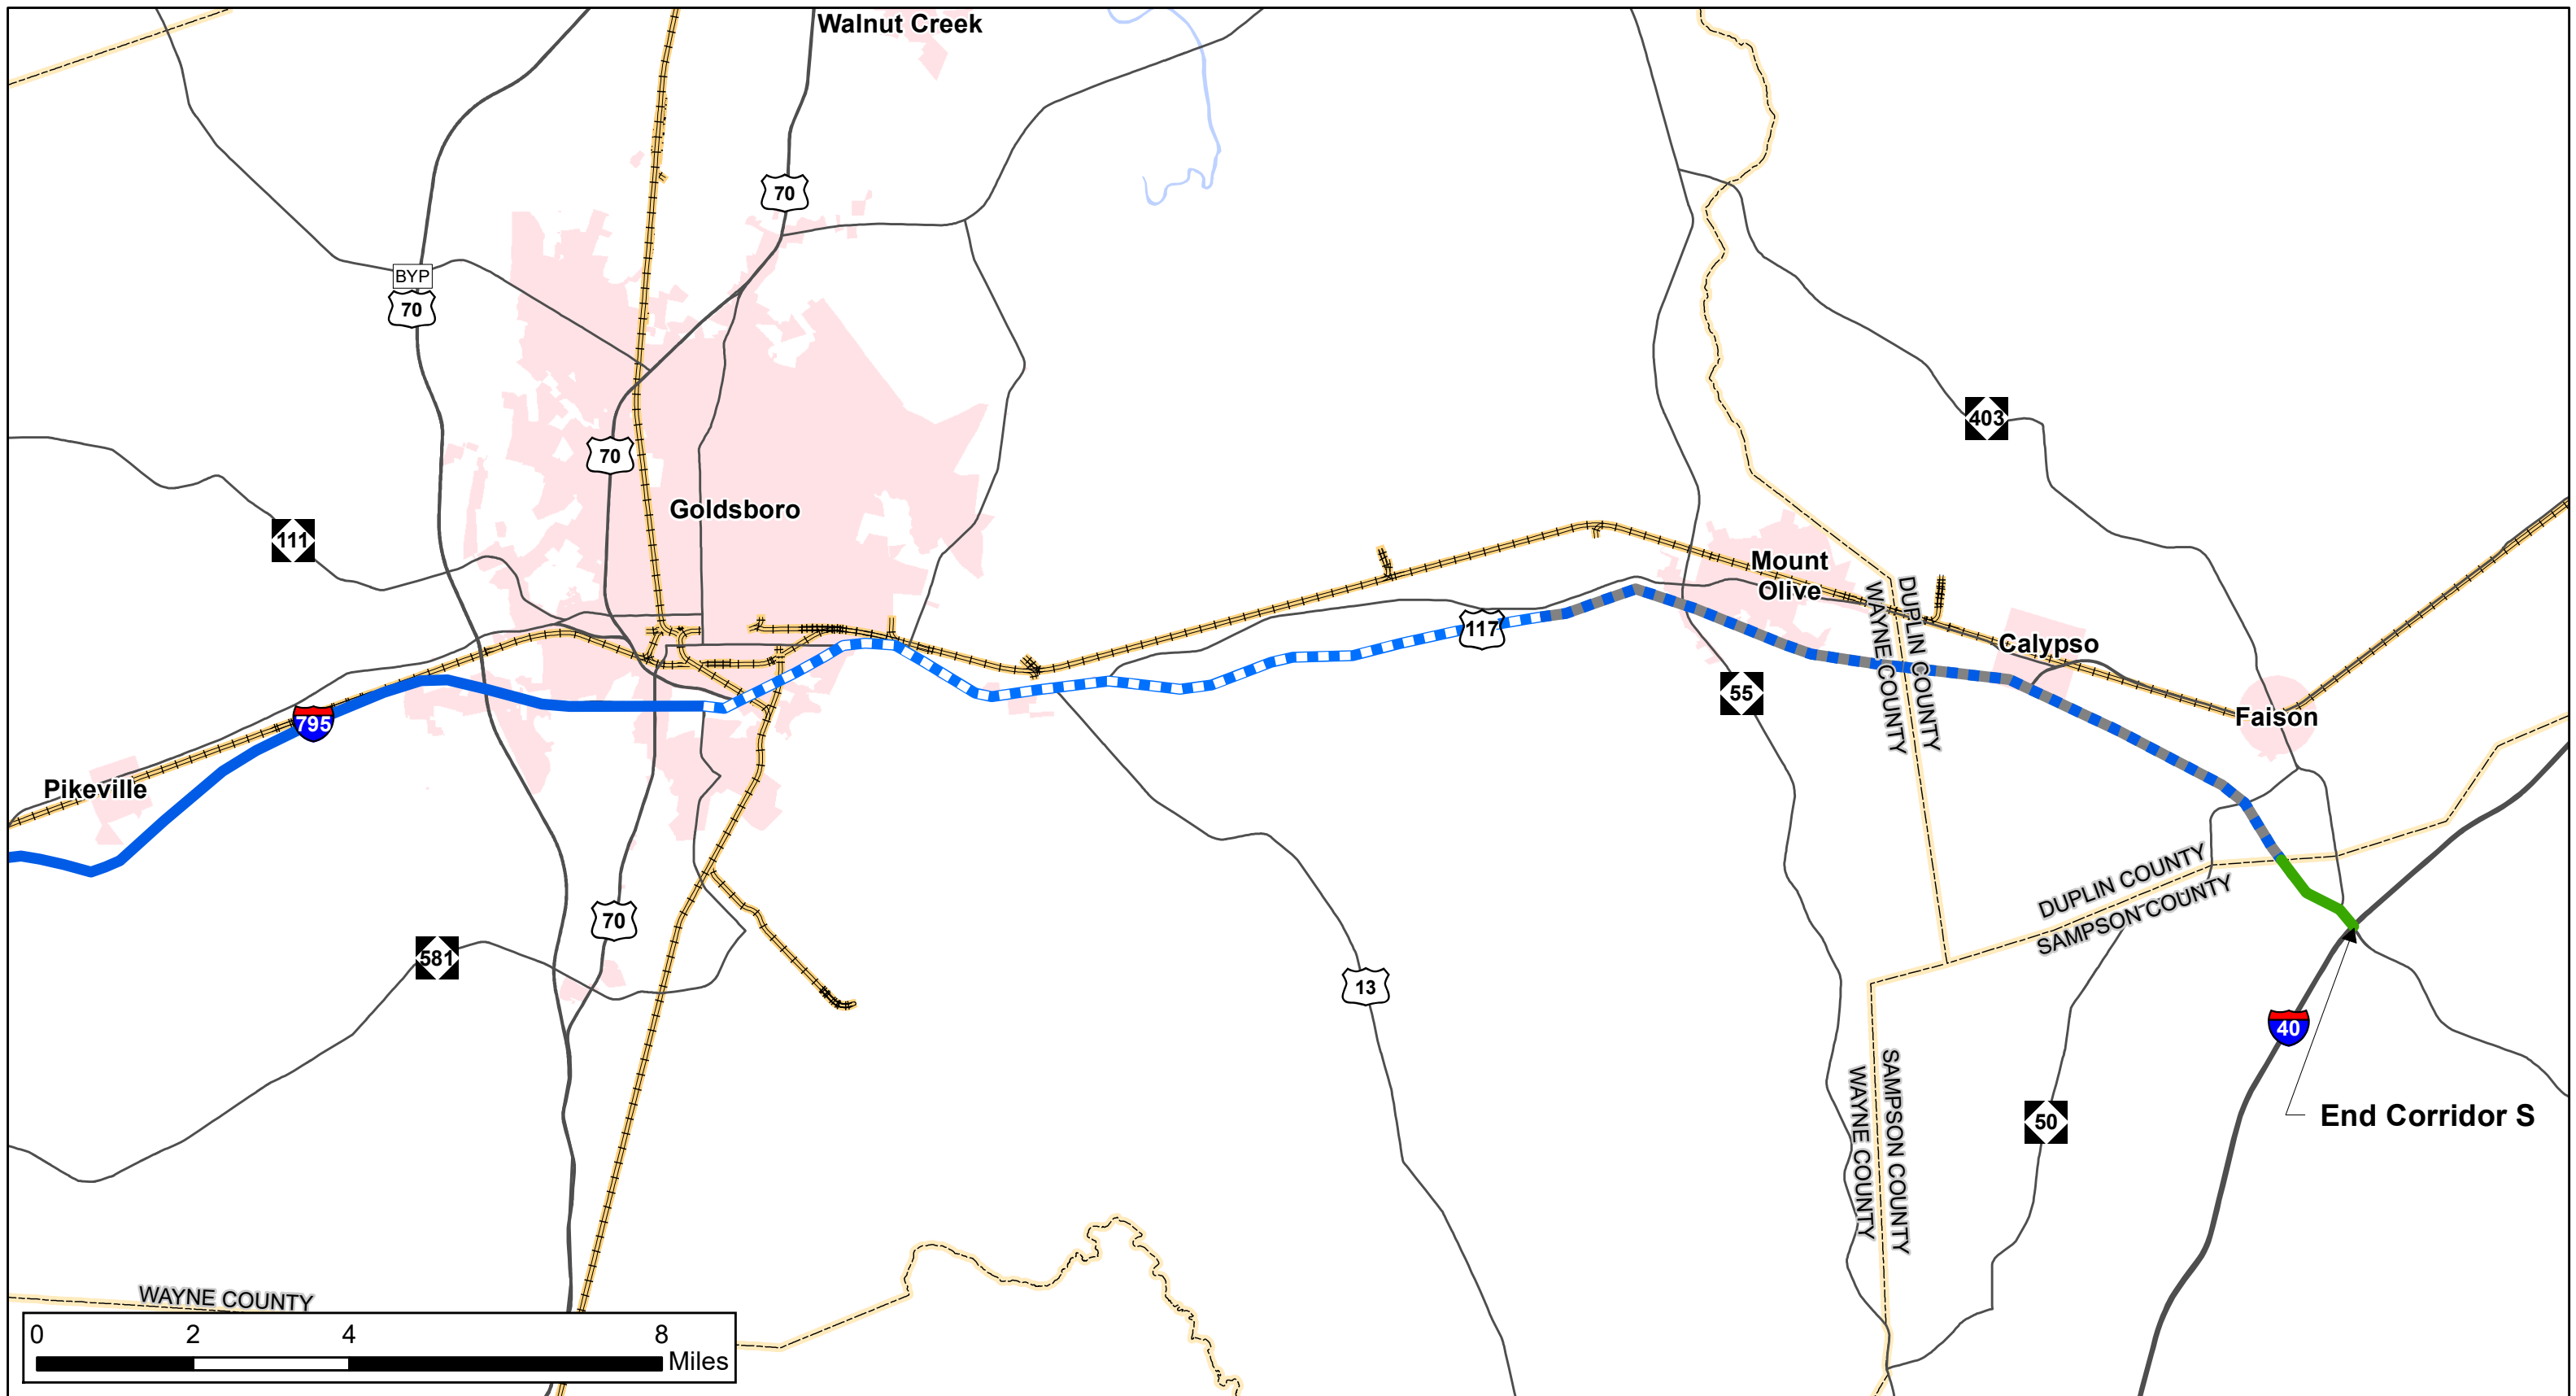 Walnut Creek
70
BYP
70
403
70
Goldsboro
111
Mount
Olive
DUPLIN COUNTY
WAYNE COUNTY
117
Calypso
55
Faison
795
Pikeville
DUPLIN COUNTY
SAMPSON COUNTY
70
581
13
40
SAMPSON COUNTY
WAYNE COUNTY
50
End Corridor S
WAYNE COUNTY
0 2 4 8
Miles